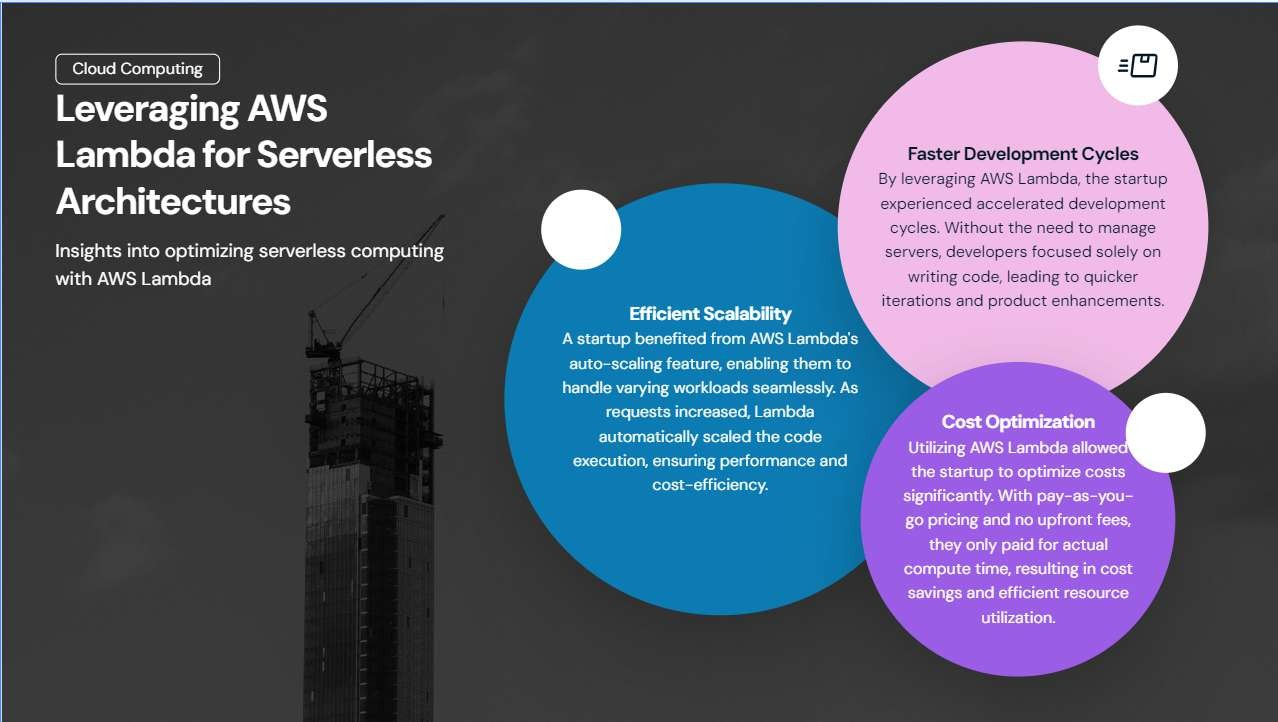 Cloud Computing
Leveraging AWS
Lambda for Serverless
Architectures
Insights into optimizing serverless computing
with AWS Lambda
Efficient Scalability
A startup benefited from AWS Lambda's
auto-scaling feature, enabling them to
handle varying workloads seamlessly. As
requests increased, Lambda
automatically scaled the code
execution, ensuring performance and
cost-efficiency.
Faster Development Cycles
By leveraging AWS Lambda, the startup
experienced accelerated development
cycles. Without the need to manage
servers, developers focused solely on
writing code, leading to quicker
iterations and product enhancements.
Cost Optimization
Utilizing AWS Lambda allowed
the startup to optimize costs
significantly. With pay-as-you-
go pricing and no upfront fees,
they only paid for actual
compute time, resulting in cost
savings and efficient resource
utilization.